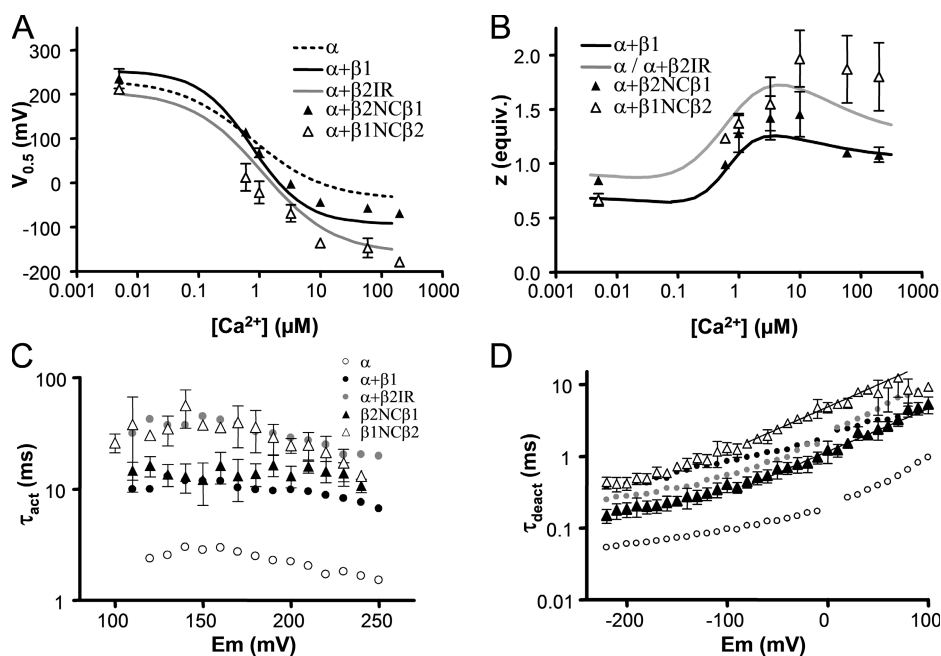 A
V0.5 (mV)
300
200
100
0
-100
-200
α
α+β1
α+β2IR
α+β2NCβ1
α+β1NCβ2
0.001 0.01 0.1 1 10 100 1000
[Ca2+] (µM)
B
z (equiv.)
2.0
1.5
1.0
0.5
0.0
α+β1
α / α+β2IR
α+β2NCβ1
α+β1NCβ2
0.001 0.01 0.1 1 10 100 1000
[Ca2+] (µM)
C
τact (ms)
100
10
1
α
α+β1
α+β2IR
β2NCβ1
β1NCβ2
100 150 200 250
Em (mV)
D
τdeact (ms)
10
1
0.1
0.01
-200 -100 0 100
Em (mV)